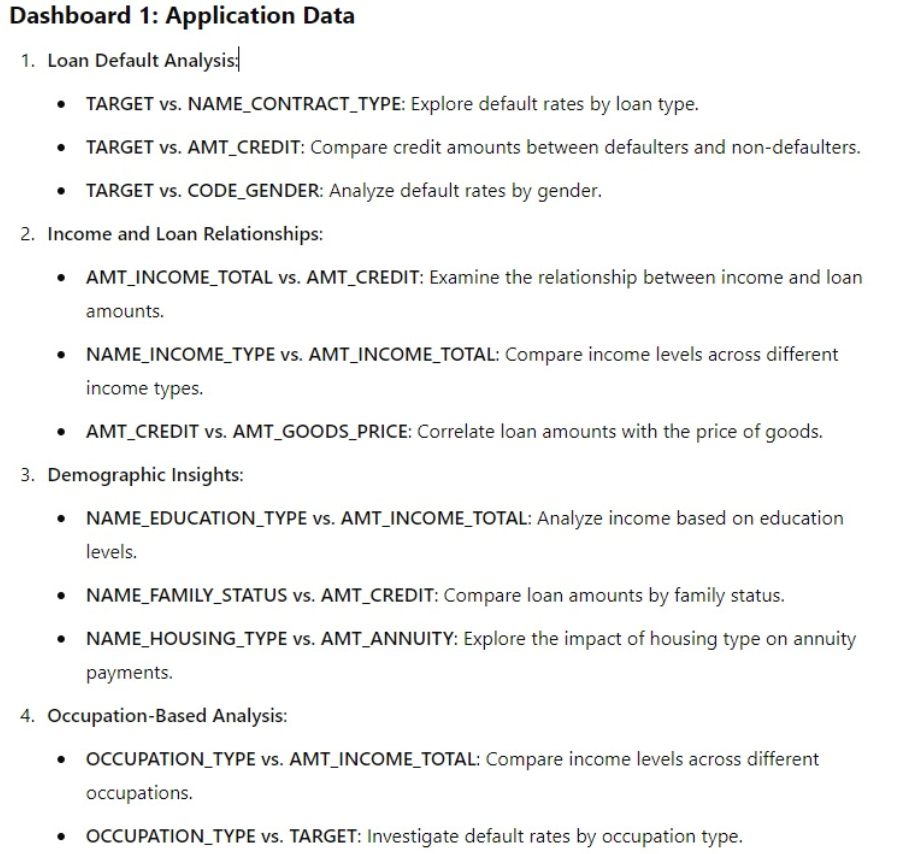 Dashboard 1: Application Data
1. Loan Default Analysis:
• TARGET vs. NAME_CONTRACT_TYPE: Explore default rates by loan type.
• TARGET vs. AMT_CREDIT: Compare credit amounts between defaulters and non-defaulters.
• TARGET vs. CODE_GENDER: Analyze default rates by gender.
2. Income and Loan Relationships:
• AMT_INCOME_TOTAL vs. AMT_CREDIT: Examine the relationship between income and loan
amounts.
• NAME_INCOME_TYPE vs. AMT_INCOME_TOTAL: Compare income levels across different
income types.
• AMT_CREDIT vs. AMT_GOODS_PRICE: Correlate loan amounts with the price of goods.
3. Demographic Insights:
• NAME_EDUCATION_TYPE vs. AMT_INCOME_TOTAL: Analyze income based on education
levels.
• NAME_FAMILY_STATUS vs. AMT_CREDIT: Compare loan amounts by family status.
• NAME_HOUSING_TYPE vs. AMT_ANNUITY: Explore the impact of housing type on annuity
payments.
4. Occupation-Based Analysis:
• OCCUPATION_TYPE vs. AMT_INCOME_TOTAL: Compare income levels across different
occupations.
• OCCUPATION_TYPE vs. TARGET: Investigate default rates by occupation type.